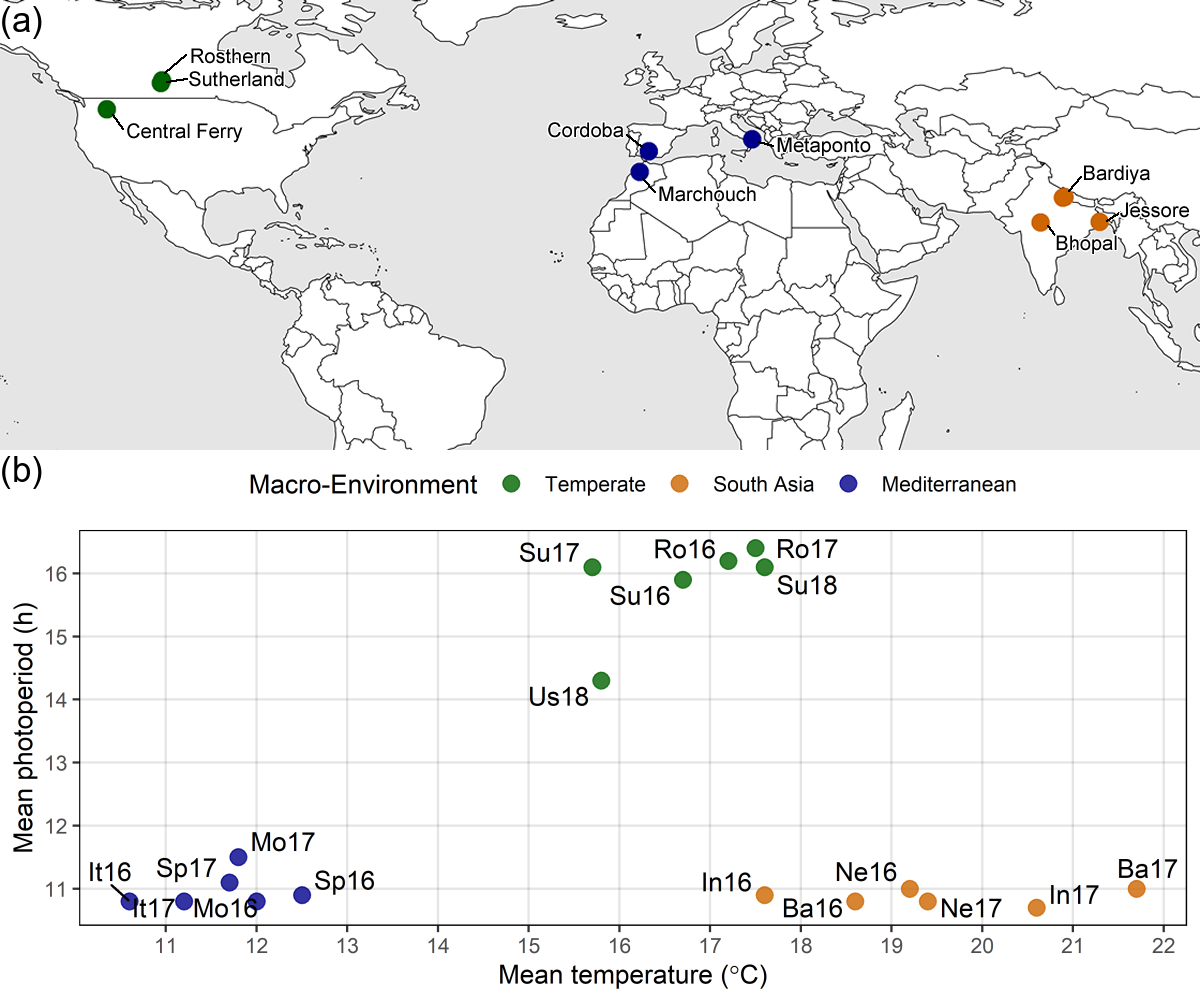 (a)
Rosthern
Sutherland
Central Ferry
Cordoba
Metaponto
Marchouch
Bardiya
Jessore
Bhopal
(b)
Macro-Environment Temperate South Asia Mediterranean
Mean photoperiod (h)
16
15
14
13
12
11
Su17
Ro16
Ro17
Su16
Su18
Us18
Mo17
It16
Sp17
Sp16
It17
Mo16
In16
Ne16
Ba17
Ba16
Ne17
In17
11 12 13 14 15 16 17 18 19 20 21 22
Mean temperature (°C)